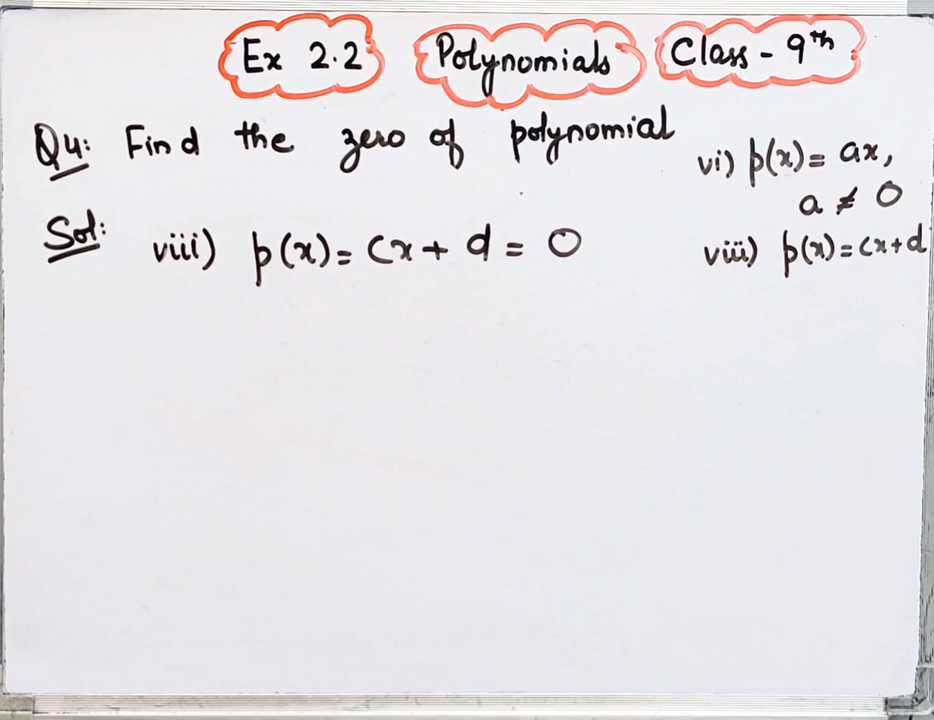 Ex 2.2 Polynomials Class - 9th
Q4: Find the zero of polynomial
vi) p(x) = ax,
a ≠ 0
Sol: viii) p(x) = cx + d = 0
viii) p(x) = cx + d